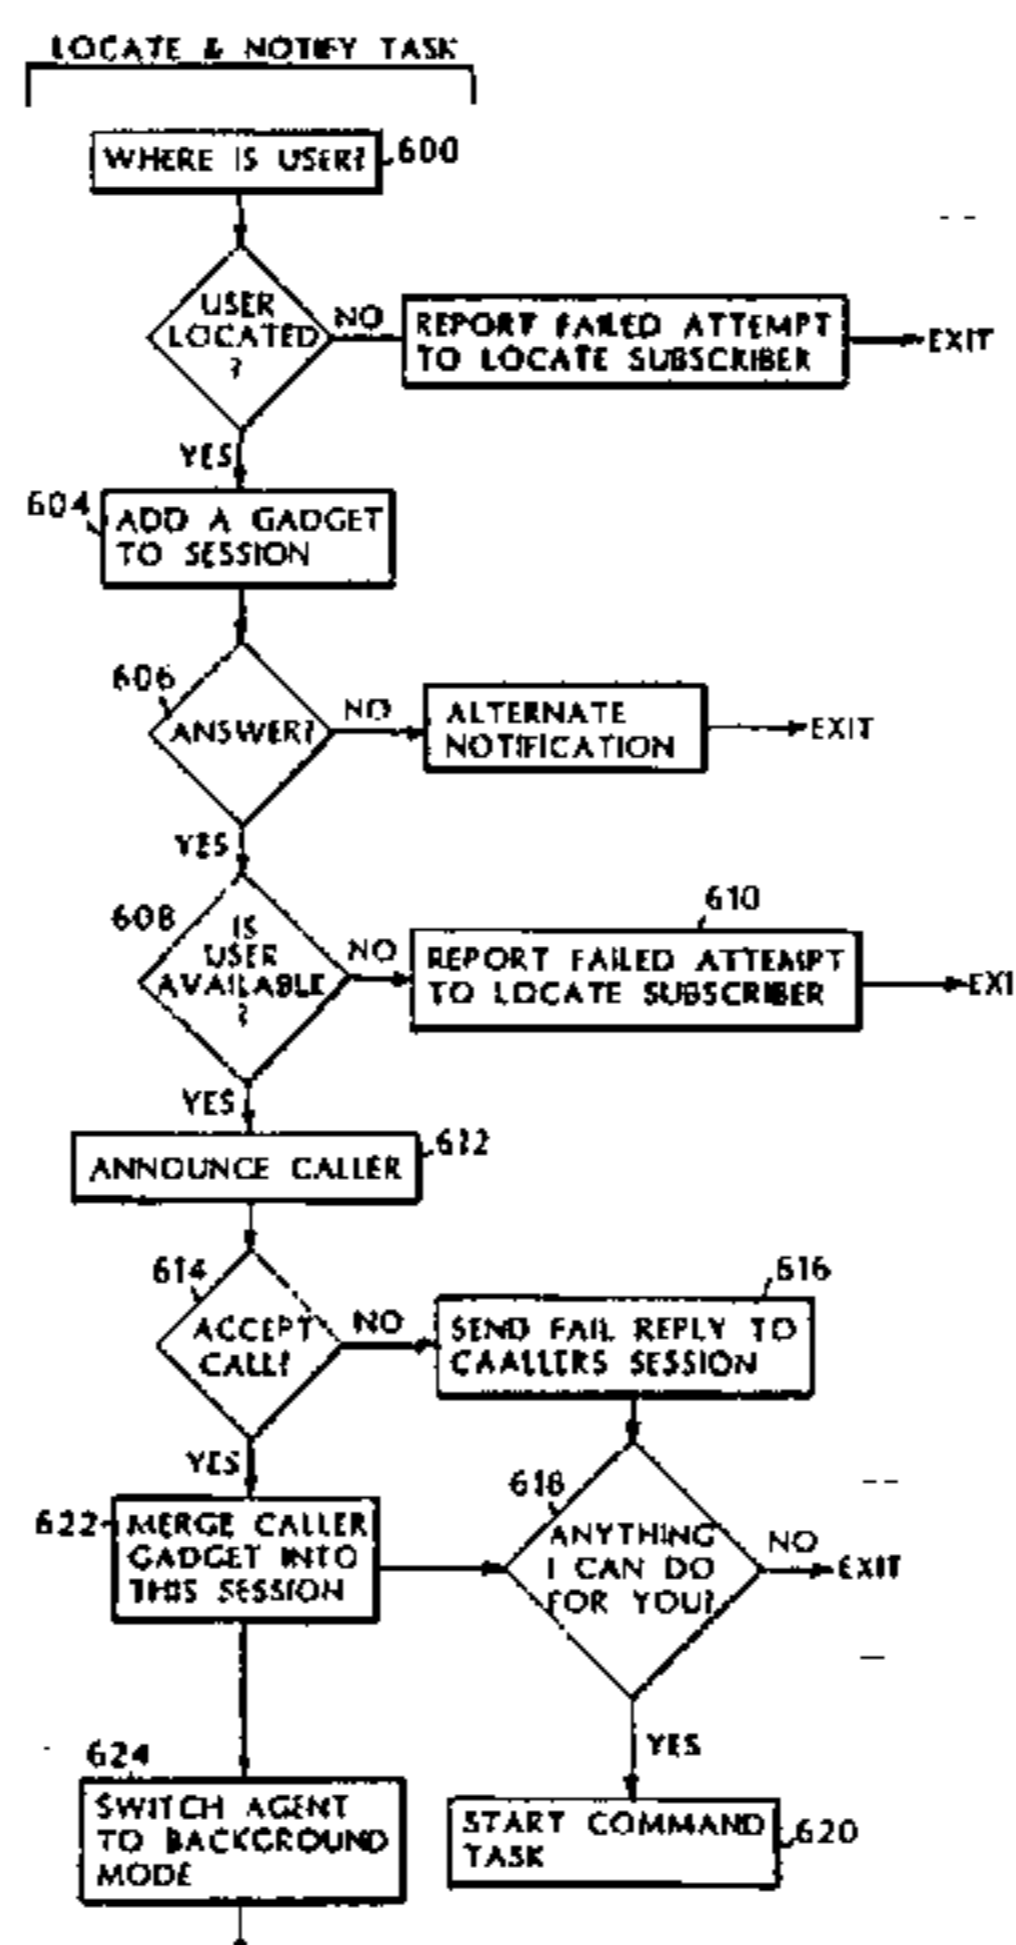 LOCATE & NOTIFY TASK
WHERE IS USER?
600
USER
LOCATED
?
NO
REPORT FAILED ATTEMPT
TO LOCATE SUBSCRIBER
EXIT
YES
604
ADD A GADGET
TO SESSION
606
ANSWER?
NO
ALTERNATE
NOTIFICATION
EXIT
YES
608
IS
USER
AVAILABLE
?
NO
610
REPORT FAILED ATTEMPT
TO LOCATE SUBSCRIBER
EXI
YES
ANNOUNCE CALLER
612
614
ACCEPT
CALL?
NO
616
SEND FAIL REPLY TO
CAALLERS SESSION
YES
622
MERGE CALLER
GADGET INTO
THIS SESSION
618
ANYTHING
I CAN DO
FOR YOU?
NO
EXIT
YES
624
SWITCH AGENT
TO BACKGROUND
MODE
START COMMAND
TASK
620